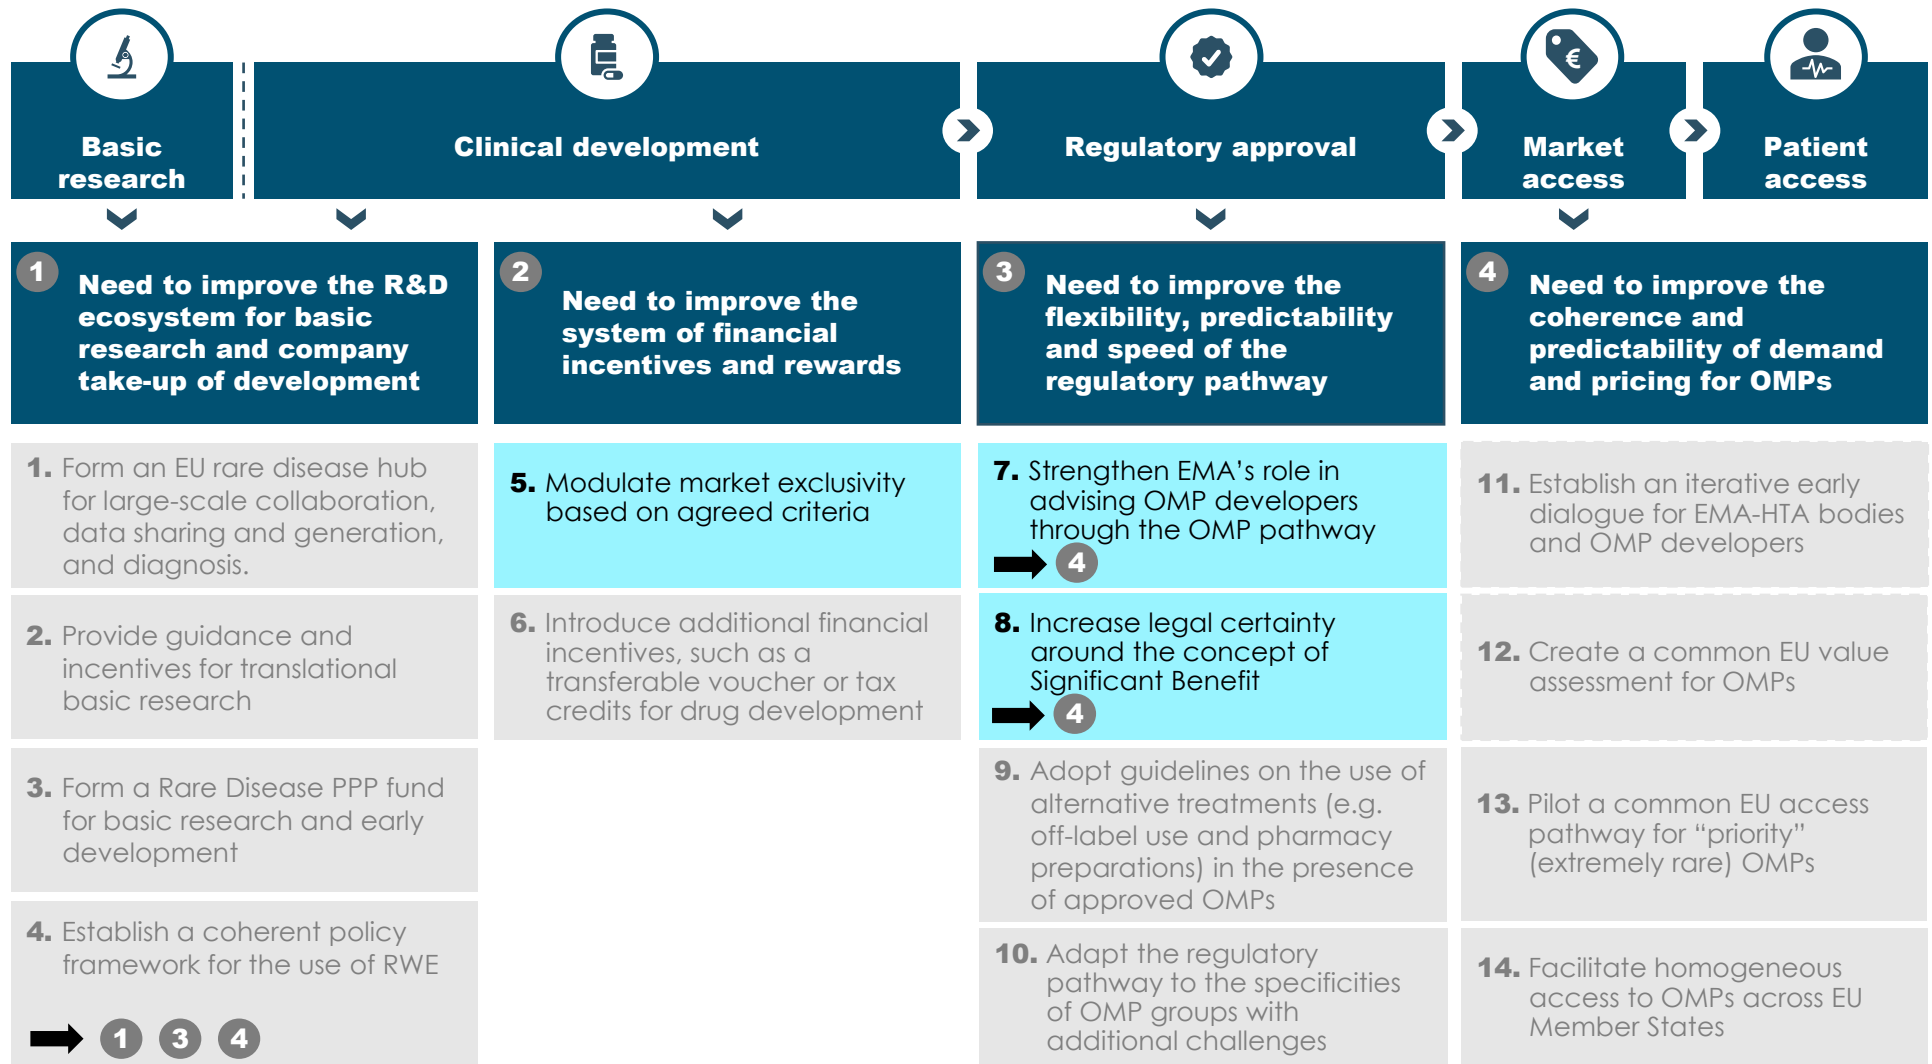 Basic
research
Clinical development
Regulatory approval
Market
access
€
Patient
access
1
Need to improve the R&D
ecosystem for basic
research and company
take-up of development
2
Need to improve the
system of financial
incentives and rewards
3
Need to improve the
flexibility, predictability
and speed of the
regulatory pathway
4
Need to improve the
coherence and
predictability of demand
and pricing for OMPs
1. Form an EU rare disease hub
for large-scale collaboration,
data sharing and generation,
and diagnosis.
2. Provide guidance and
incentives for translational
basic research
3. Form a Rare Disease PPP fund
for basic research and early
development
4. Establish a coherent policy
framework for the use of RWE
1 3 4
5. Modulate market exclusivity
based on agreed criteria
6. Introduce additional financial
incentives, such as a
transferable voucher or tax
credits for drug development
7. Strengthen EMA’s role in
advising OMP developers
through the OMP pathway
4
8. Increase legal certainty
around the concept of
Significant Benefit
4
9. Adopt guidelines on the use of
alternative treatments (e.g.
off-label use and pharmacy
preparations) in the presence
of approved OMPs
10. Adapt the regulatory
pathway to the specificities
of OMP groups with
additional challenges
11. Establish an iterative early
dialogue for EMA-HTA bodies
and OMP developers
12. Create a common EU value
assessment for OMPs
13. Pilot a common EU access
pathway for “priority”
(extremely rare) OMPs
14. Facilitate homogeneous
access to OMPs across EU
Member States